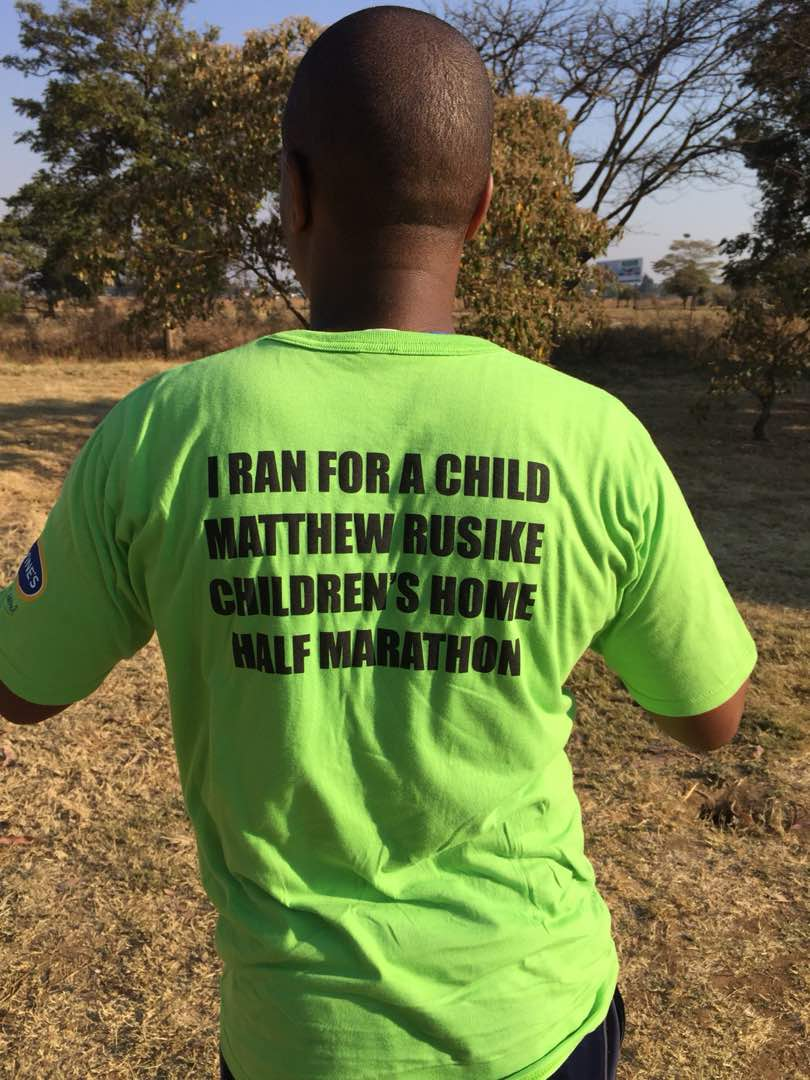 I RAN FOR A CHILD
MATTHEW RUSIKE
CHILDREN'S HOME
HALF MARATHON